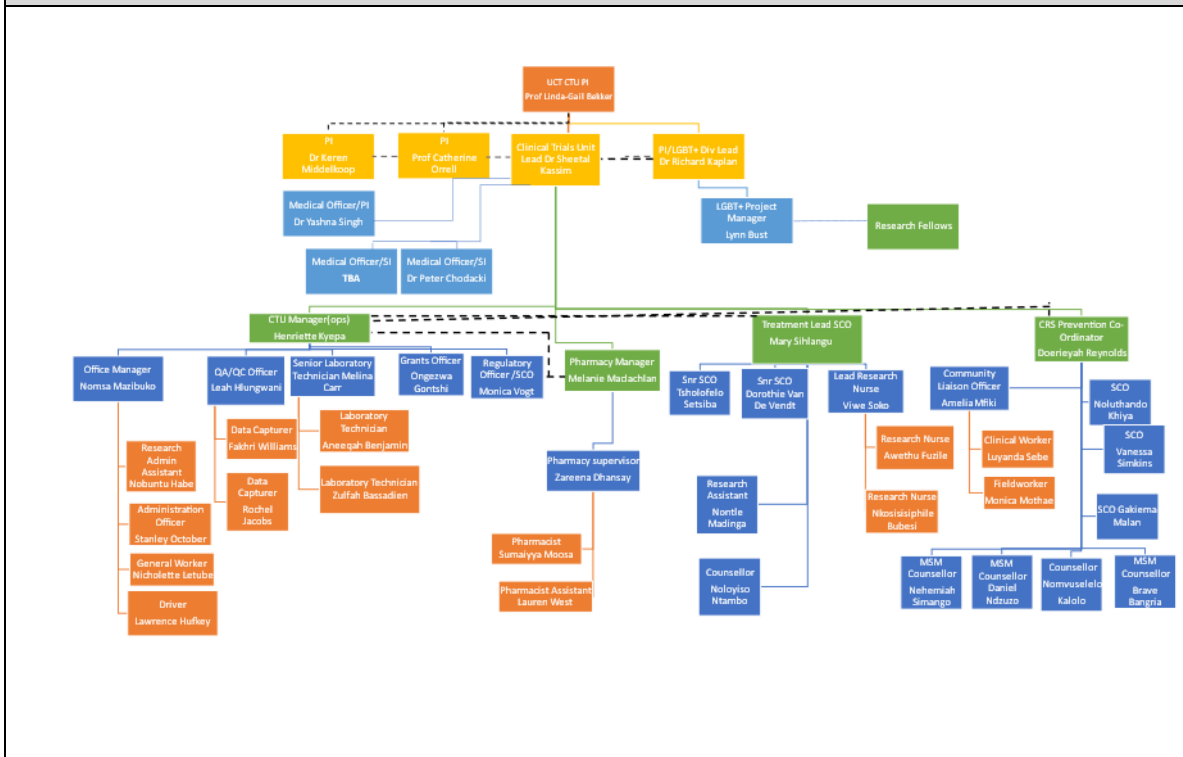 UCT CTU PI
Prof Linda-Gail Bekker
PI
Dr Keren
Middelkoop
PI
Prof Catherine
Orrell
Clinical Trials Unit
Lead Dr Sheetal
Kassim
PI/LGBT+ Div Lead
Dr Richard Kaplan
Medical Officer/PI
Dr Yashna Singh
LGBT+ Project
Manager
Lynn Bust
Research Fellows
Medical Officer/SI
TBA
Medical Officer/SI
Dr Peter Chodacki
CTU Manager(ops)
Henriette Kyepa
Treatment Lead SCO
Mary Sihlangu
CRS Prevention Co-
Ordinator
Doerieyah Reynolds
Office Manager
Nomsa Mazibuko
QA/QC Officer
Leah Hlungwani
Senior Laboratory
Technician Melina
Carr
Grants Officer
Ongezwa
Gontshi
Regulatory
Officer /SCO
Monica Vogt
Pharmacy Manager
Melanie Maclachlan
Snr SCO
Tsholofelo
Setsiba
Snr SCO
Dorothie Van
De Vendt
Lead Research
Nurse
Viwe Soko
Community
Liaison Officer
Amelia Mfiki
SCO
Noluthando
Khiya
Research
Admin
Assistant
Nobuntu Habe
Data Capturer
Fakhri Williams
Laboratory
Technician
Aneeqah Benjamin
Research Nurse
Awethu Fuzile
Clinical Worker
Luyanda Sebe
SCO
Vanessa
Simkins
Pharmacy supervisor
Zareena Dhansay
Data
Capturer
Rochel
Jacobs
Laboratory Technician
Zulfah Bassadien
Research
Assistant
Nontle
Madinga
Research Nurse
Nkosisisiphile
Bubesi
Fieldworker
Monica Mothae
SCO Gakiema
Malan
Administration
Officer
Stanley October
General Worker
Nicholette Letube
Driver
Lawrence Hufkey
Pharmacist
Sumaiyya Moosa
Pharmacist Assistant
Lauren West
Counsellor
Noloyiso
Ntambo
MSM
Counsellor
Nehemiah
Simango
MSM
Counsellor
Daniel
Ndzuzo
Counsellor
Nomvuselelo
Kalolo
MSM
Counsellor
Brave
Bangria